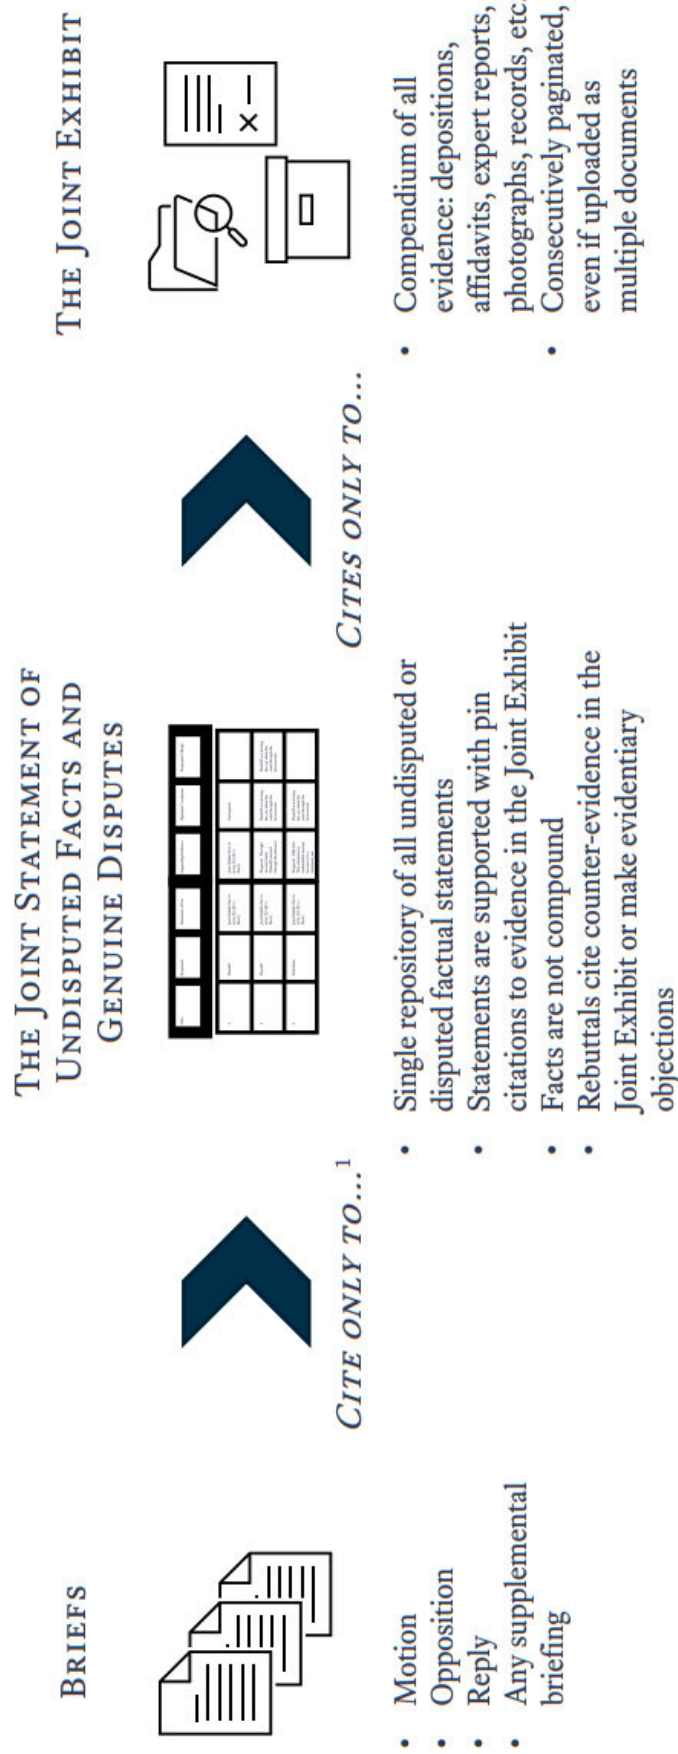 BRIEFS
• Motion
• Opposition
• Reply
• Any supplemental
briefing
CITE ONLY TO…1
THE JOINT STATEMENT OF
UNDISPUTED FACTS AND
GENUINE DISPUTES
• Single repository of all undisputed or
disputed factual statements
• Statements are supported with pin
citations to evidence in the Joint Exhibit
• Facts are not compound
• Rebuttals cite counter-evidence in the
Joint Exhibit or make evidentiary
objections
CITES ONLY TO…
THE JOINT EXHIBIT
• Compendium of all
evidence: depositions,
affidavits, expert reports,
photographs, records, etc.
• Consecutively paginated,
even if uploaded as
multiple documents